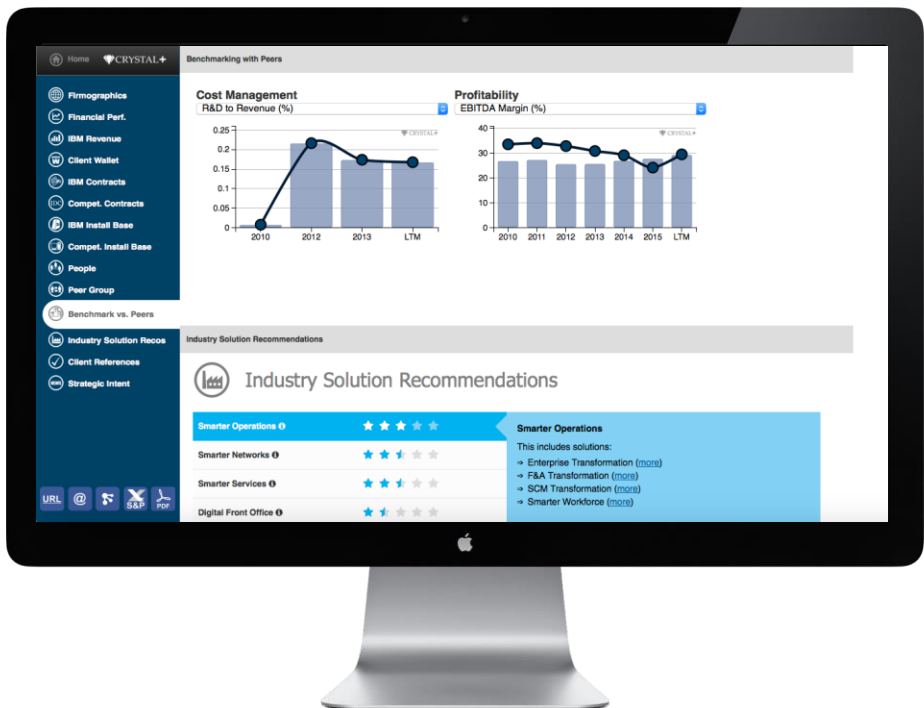 Home
CRYSTAL+
Benchmarking with Peers
Firmographics
Financial Perf.
IBM Revenue
Client Wallet
IBM Contracts
Compet. Contracts
IBM Install Base
Compet. Install Base
People
Peer Group
Benchmark vs. Peers
Industry Solution Recos
Client References
Strategic Intent
URL
@
S&P
PDF
Cost Management
R&D to Revenue (%)
CRYSTAL+
0.25
0.2
0.15
0.1
0.05
0
2010 2012 2013 LTM
Profitability
EBITDA Margin (%)
CRYSTAL+
40
30
20
10
0
2010 2011 2012 2013 2014 2015 LTM
Industry Solution Recommendations
Industry Solution Recommendations
Smarter Operations
Smarter Networks
Smarter Services
Digital Front Office
Smarter Operations
This includes solutions:
→ Enterprise Transformation (more)
→ F&A Transformation (more)
→ SCM Transformation (more)
→ Smarter Workforce (more)